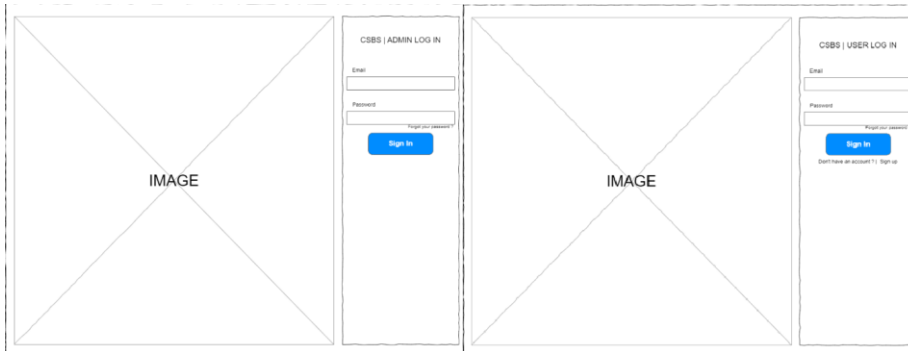 IMAGE
CSBS | ADMIN LOG IN
Email
Password
Forgot your password ?
Sign In
IMAGE
CSBS | USER LOG IN
Email
Password
Forgot your password
Sign In
Don't have an account ? | Sign up